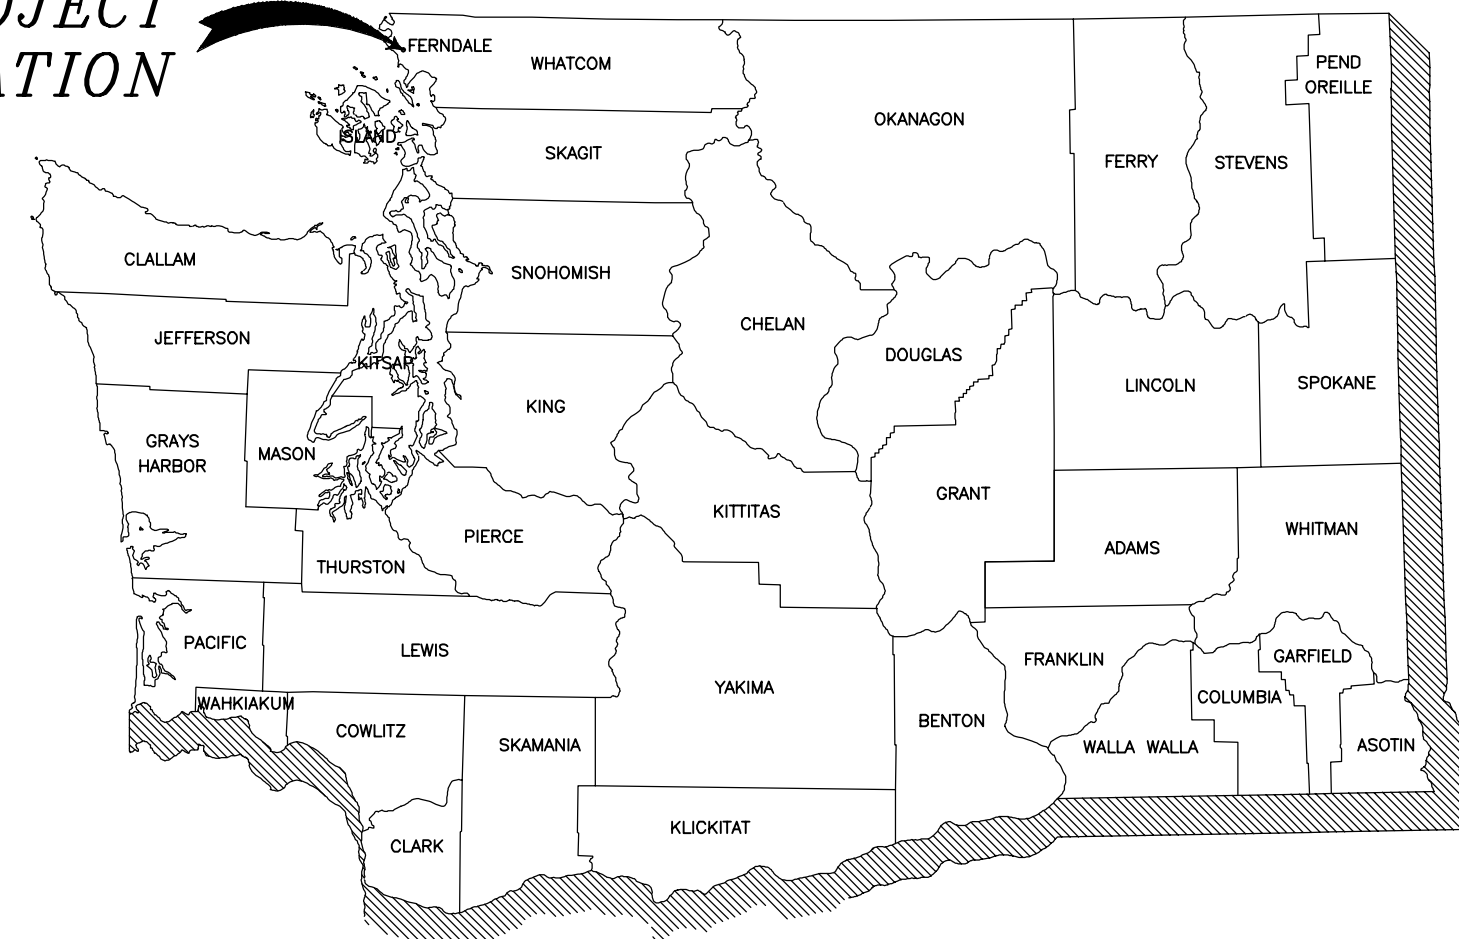 OJECT
ATION
FERNDALE
WHATCOM
PEND
OREILLE
OKANAGON
ISLAND
SKAGIT
FERRY
STEVENS
CLALLAM
SNOHOMISH
CHELAN
JEFFERSON
DOUGLAS
KITSAP
LINCOLN
SPOKANE
KING
GRAYS
HARBOR
MASON
GRANT
KITTITAS
WHITMAN
PIERCE
ADAMS
THURSTON
PACIFIC
LEWIS
FRANKLIN
GARFIELD
YAKIMA
COLUMBIA
WAHKIAKUM
BENTON
COWLITZ
SKAMANIA
WALLA WALLA
ASOTIN
KLICKITAT
CLARK